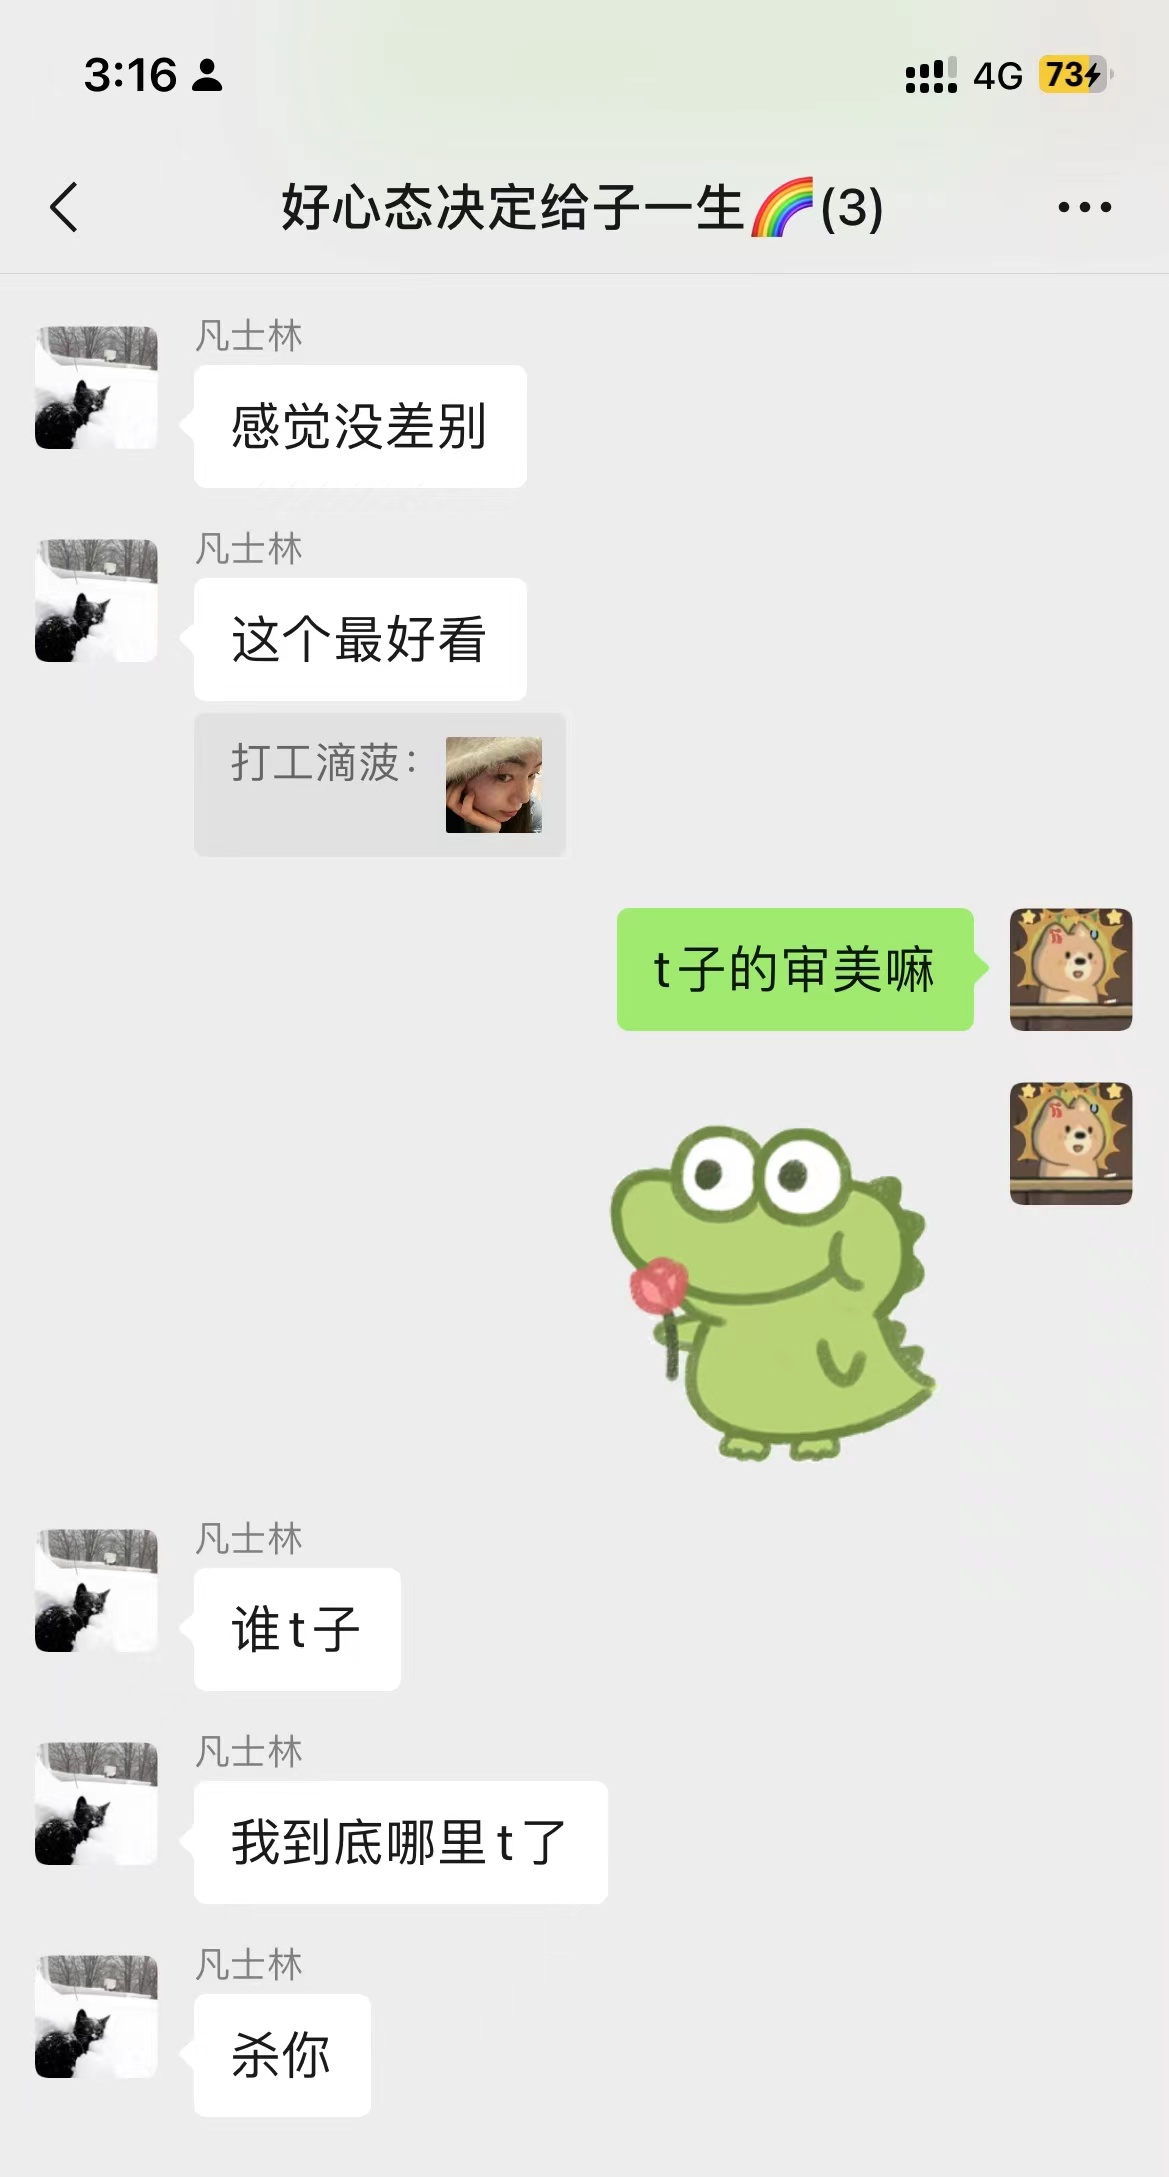 3:16
4G
73
好心态决定给子一生🌈(3)
凡士林
感觉没差别
凡士林
这个最好看
打工滴菠：
t子的审美嘛
凡士林
谁t子
凡士林
我到底哪里t了
凡士林
杀你